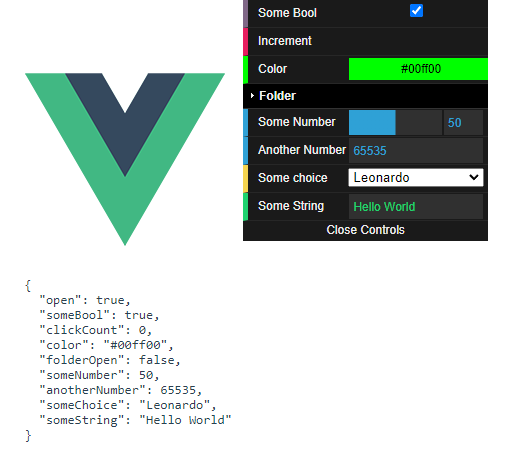 Some Bool
Increment
Color #00ff00
Folder
Some Number 50
Another Number 65535
Some choice Leonardo
Some String Hello World
Close Controls
{
  "open": true,
  "someBool": true,
  "clickCount": 0,
  "color": "#00ff00",
  "folderOpen": false,
  "someNumber": 50,
  "anotherNumber": 65535,
  "someChoice": "Leonardo",
  "someString": "Hello World"
}